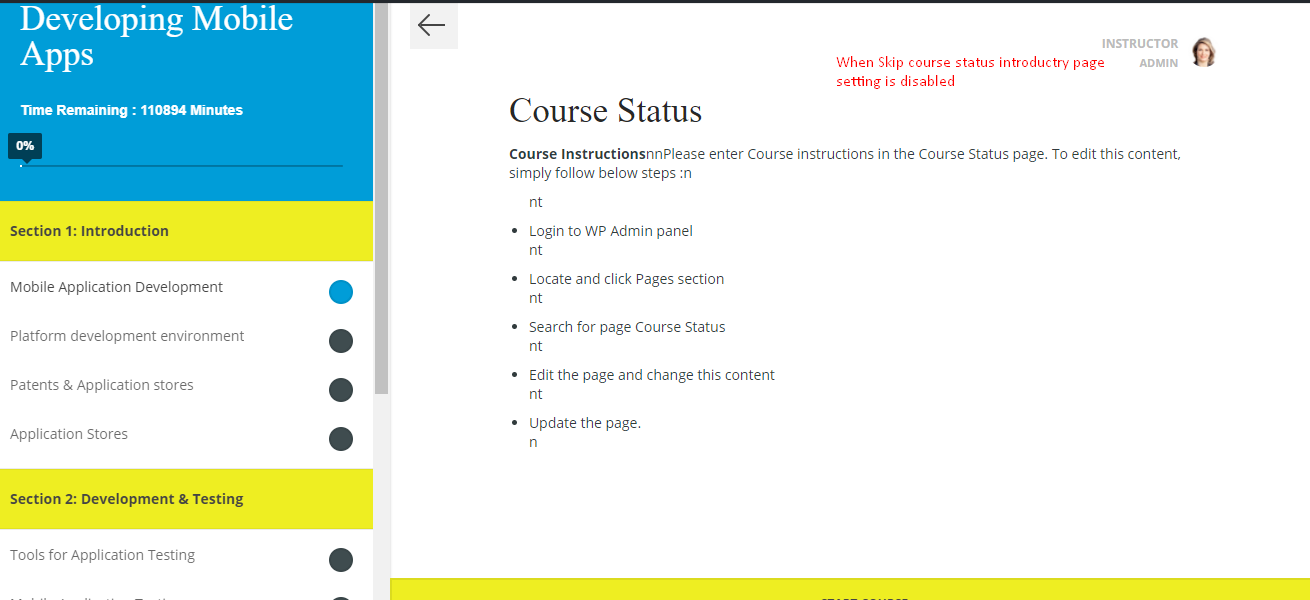 Developing Mobile
Apps
Time Remaining : 110894 Minutes
0%
Section 1: Introduction
Mobile Application Development
Platform development environment
Patents & Application stores
Application Stores
Section 2: Development & Testing
Tools for Application Testing
INSTRUCTOR
ADMIN
When Skip course status introductry page
setting is disabled
Course Status
Course InstructionsnnPlease enter Course instructions in the Course Status page. To edit this content,
simply follow below steps :n
nt
• Login to WP Admin panel
nt
• Locate and click Pages section
nt
• Search for page Course Status
nt
• Edit the page and change this content
nt
• Update the page.
n